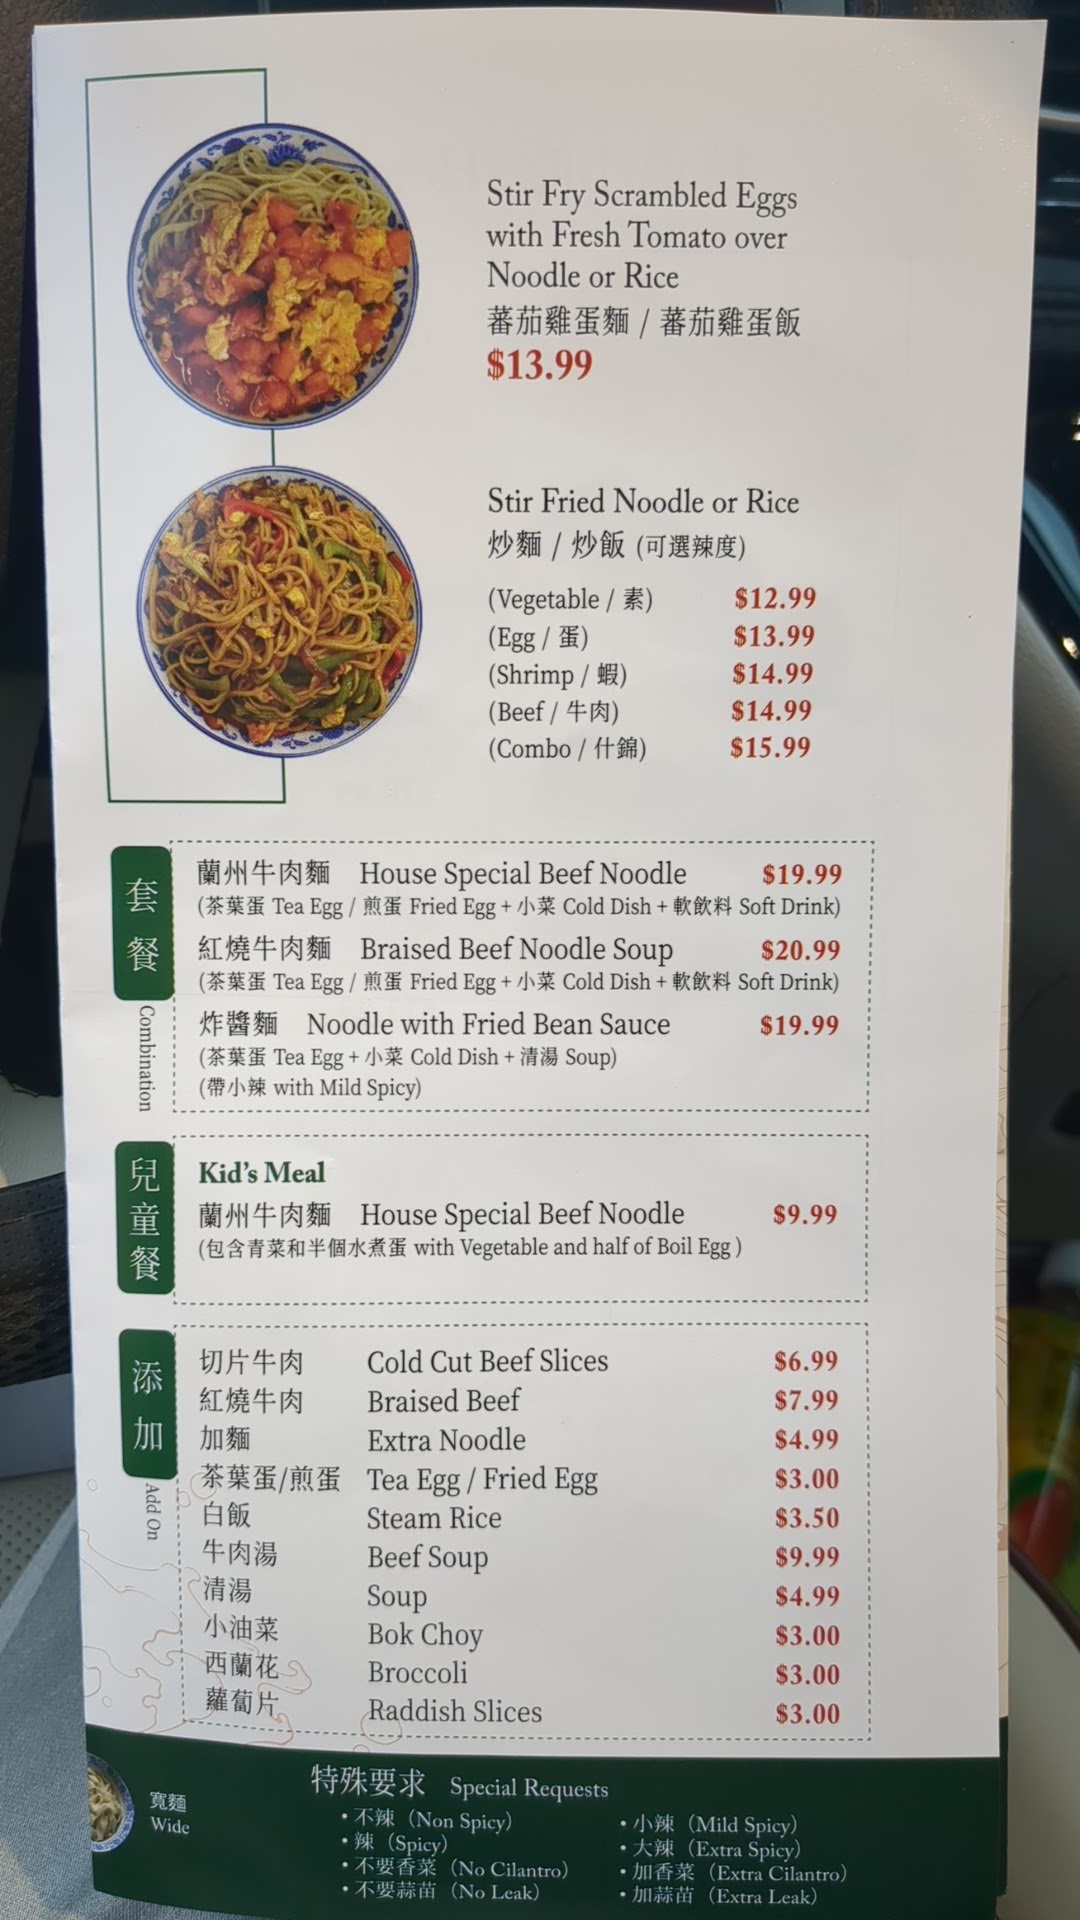 Stir Fry Scrambled Eggs
with Fresh Tomato over
Noodle or Rice
蕃茄雞蛋麵 / 蕃茄雞蛋飯
$13.99
Stir Fried Noodle or Rice
炒麵 / 炒飯 (可選辣度)
(Vegetable / 素) $12.99
(Egg / 蛋) $13.99
(Shrimp / 蝦) $14.99
(Beef / 牛肉) $14.99
(Combo / 什錦) $15.99
套餐
Combination
蘭州牛肉麵 House Special Beef Noodle $19.99
(茶葉蛋 Tea Egg / 煎蛋 Fried Egg + 小菜 Cold Dish + 軟飲料 Soft Drink)
紅燒牛肉麵 Braised Beef Noodle Soup $20.99
(茶葉蛋 Tea Egg / 煎蛋 Fried Egg + 小菜 Cold Dish + 軟飲料 Soft Drink)
炸醬麵 Noodle with Fried Bean Sauce $19.99
(茶葉蛋 Tea Egg + 小菜 Cold Dish + 清湯 Soup)
(帶小辣 with Mild Spicy)
兒童餐
Kid's Meal
蘭州牛肉麵 House Special Beef Noodle $9.99
(包含青菜和半個水煮蛋 with Vegetable and half of Boil Egg )
添加
Add On
切片牛肉 Cold Cut Beef Slices $6.99
紅燒牛肉 Braised Beef $7.99
加麵 Extra Noodle $4.99
茶葉蛋/煎蛋 Tea Egg / Fried Egg $3.00
白飯 Steam Rice $3.50
牛肉湯 Beef Soup $9.99
清湯 Soup $4.99
小油菜 Bok Choy $3.00
西蘭花 Broccoli $3.00
蘿蔔片 Raddish Slices $3.00
寬麵
Wide
特殊要求 Special Requests
• 不辣 (Non Spicy) • 小辣 (Mild Spicy)
• 辣 (Spicy) • 大辣 (Extra Spicy)
• 不要香菜 (No Cilantro) • 加香菜 (Extra Cilantro)
• 不要蒜苗 (No Leak) • 加蒜苗 (Extra Leak)